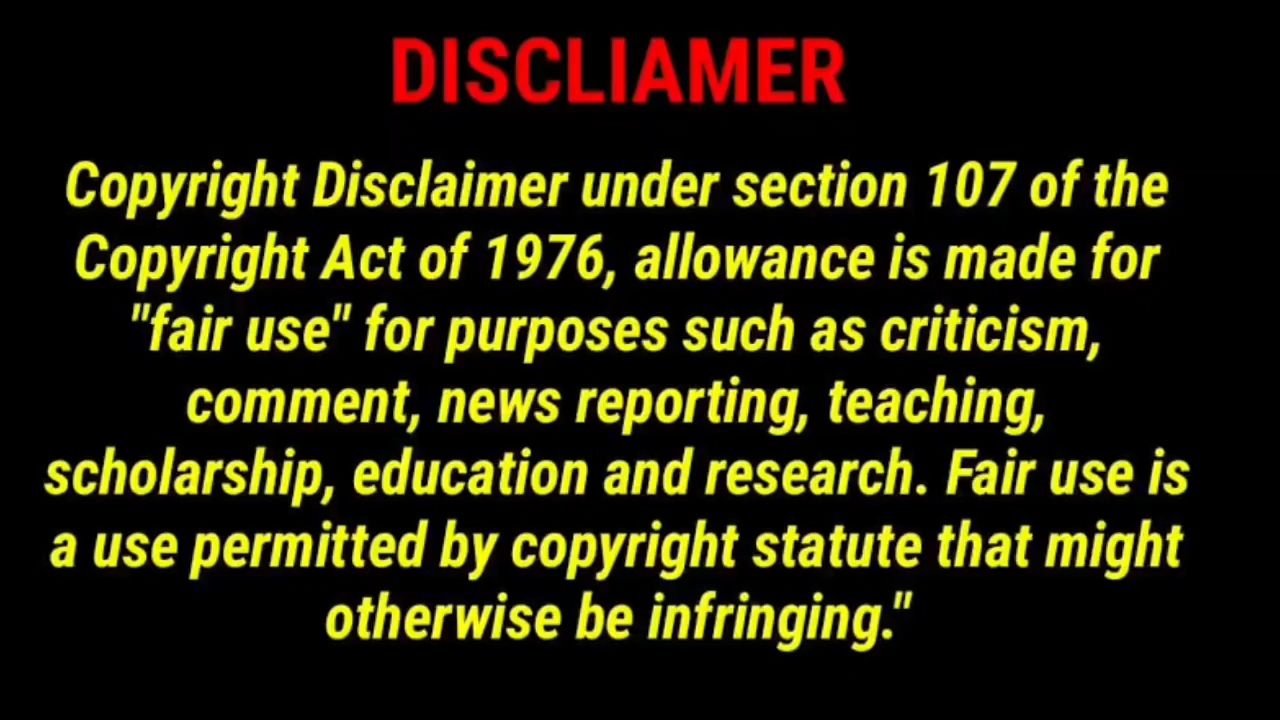 DISCLIAMER
Copyright Disclaimer under section 107 of the
Copyright Act of 1976, allowance is made for
"fair use" for purposes such as criticism,
comment, news reporting, teaching,
scholarship, education and research. Fair use is
a use permitted by copyright statute that might
otherwise be infringing."